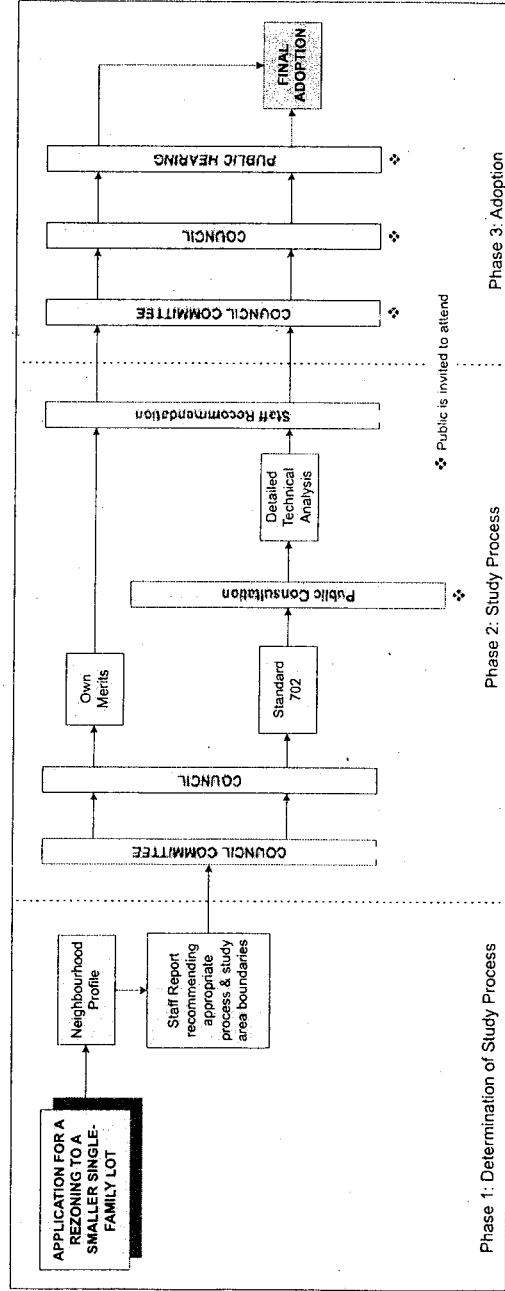 APPLICATION FOR A
REZONING TO A
SMALLER SINGLE-
FAMILY LOT
Neighbourhood
Profile
Staff Report
recommending
appropriate
process & study
area boundaries
Phase 1: Determination of Study Process
COUNCIL COMMITTEE
COUNCIL
Own
Merits
Standard
702
Public Consultation
❖
Detailed
Technical
Analysis
Staff Recommendation
Phase 2: Study Process
❖ Public is invited to attend
COUNCIL COMMITTEE
❖
COUNCIL
❖
PUBLIC HEARING
❖
FINAL
ADOPTION
Phase 3: Adoption